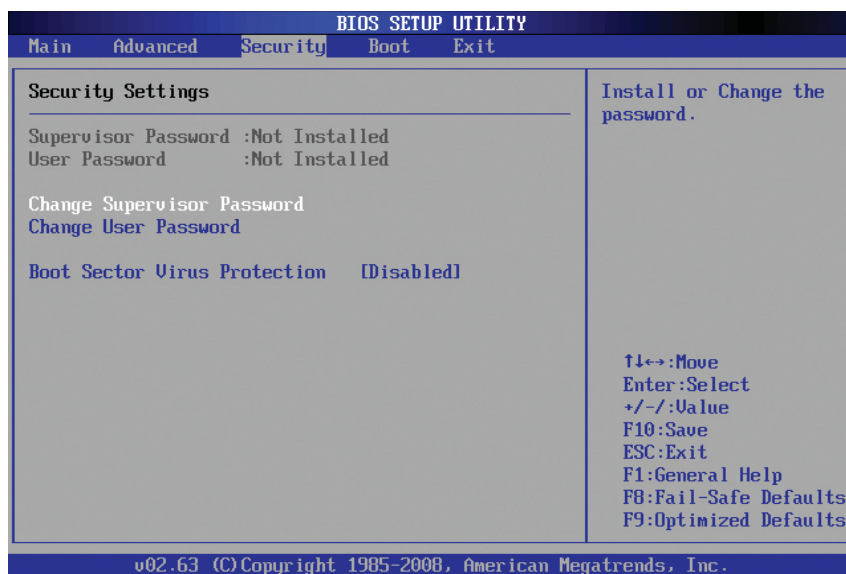 BIOS SETUP UTILITY
Main Advanced Security Boot Exit
Security Settings
Supervisor Password :Not Installed
User Password :Not Installed
Change Supervisor Password
Change User Password
Boot Sector Virus Protection [Disabled]
Install or Change the
password.
↑↓←→:Move
Enter:Select
+/-/:Value
F10:Save
ESC:Exit
F1:General Help
F8:Fail-Safe Defaults
F9:Optimized Defaults
v02.63 (C)Copyright 1985-2008, American Megatrends, Inc.